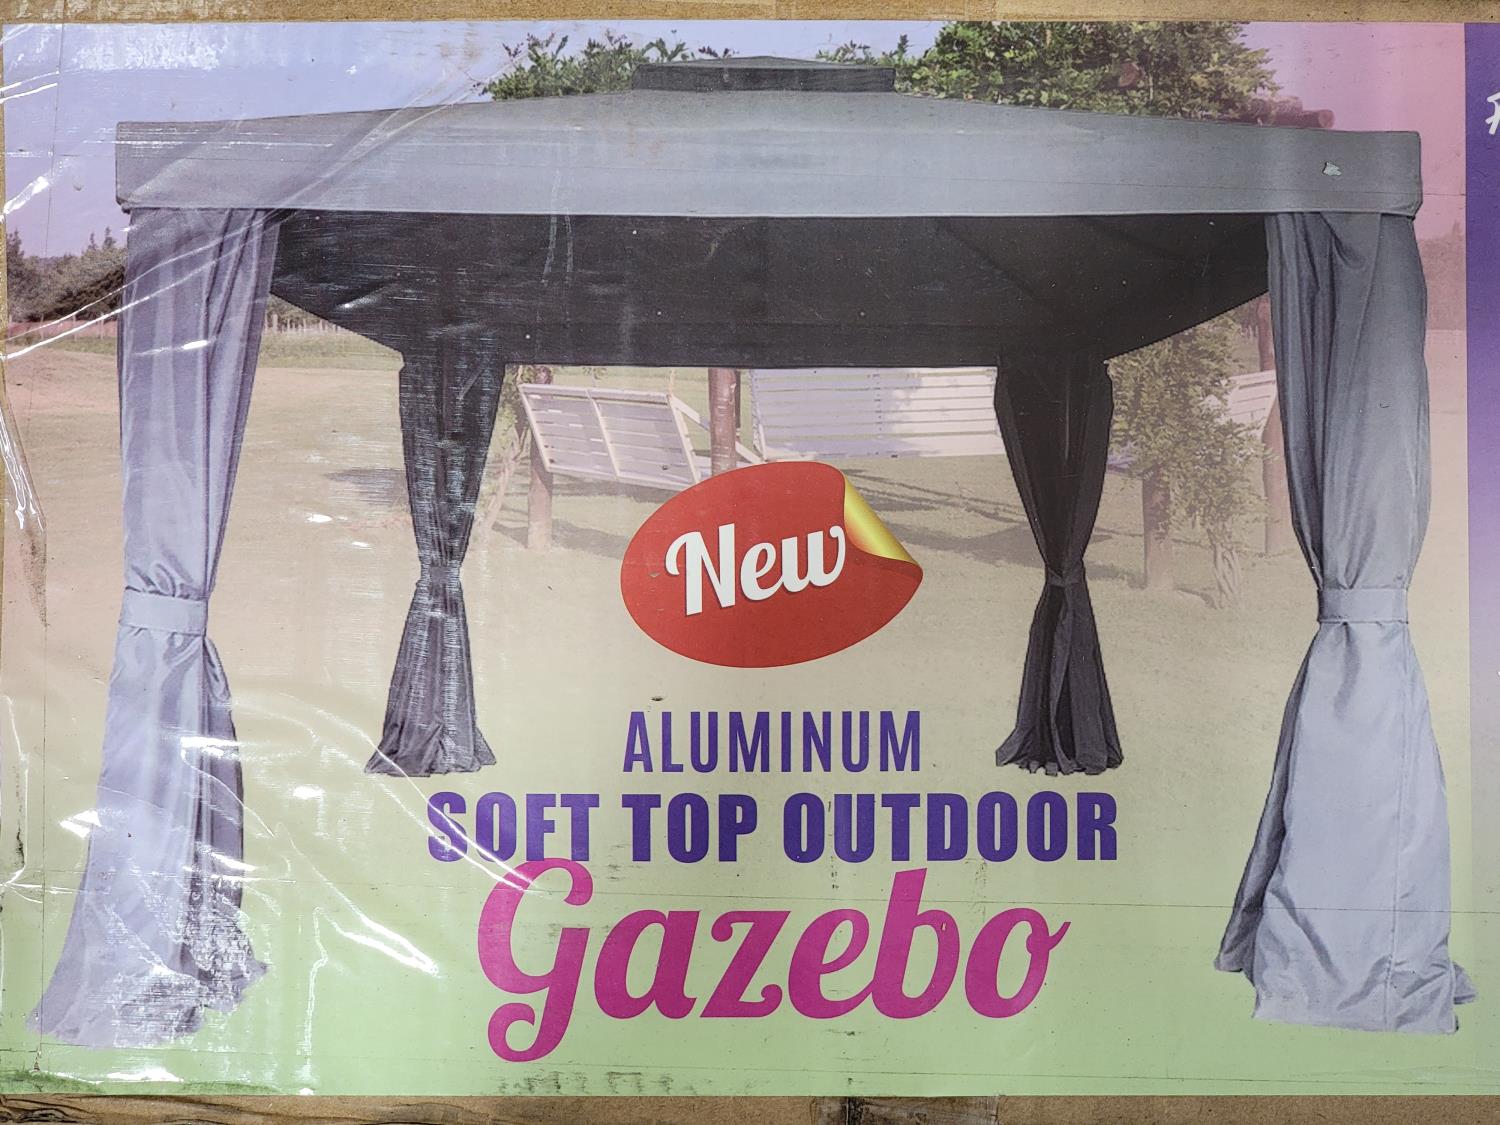 New
ALUMINUM
SOFT TOP OUTDOOR
Gazebo